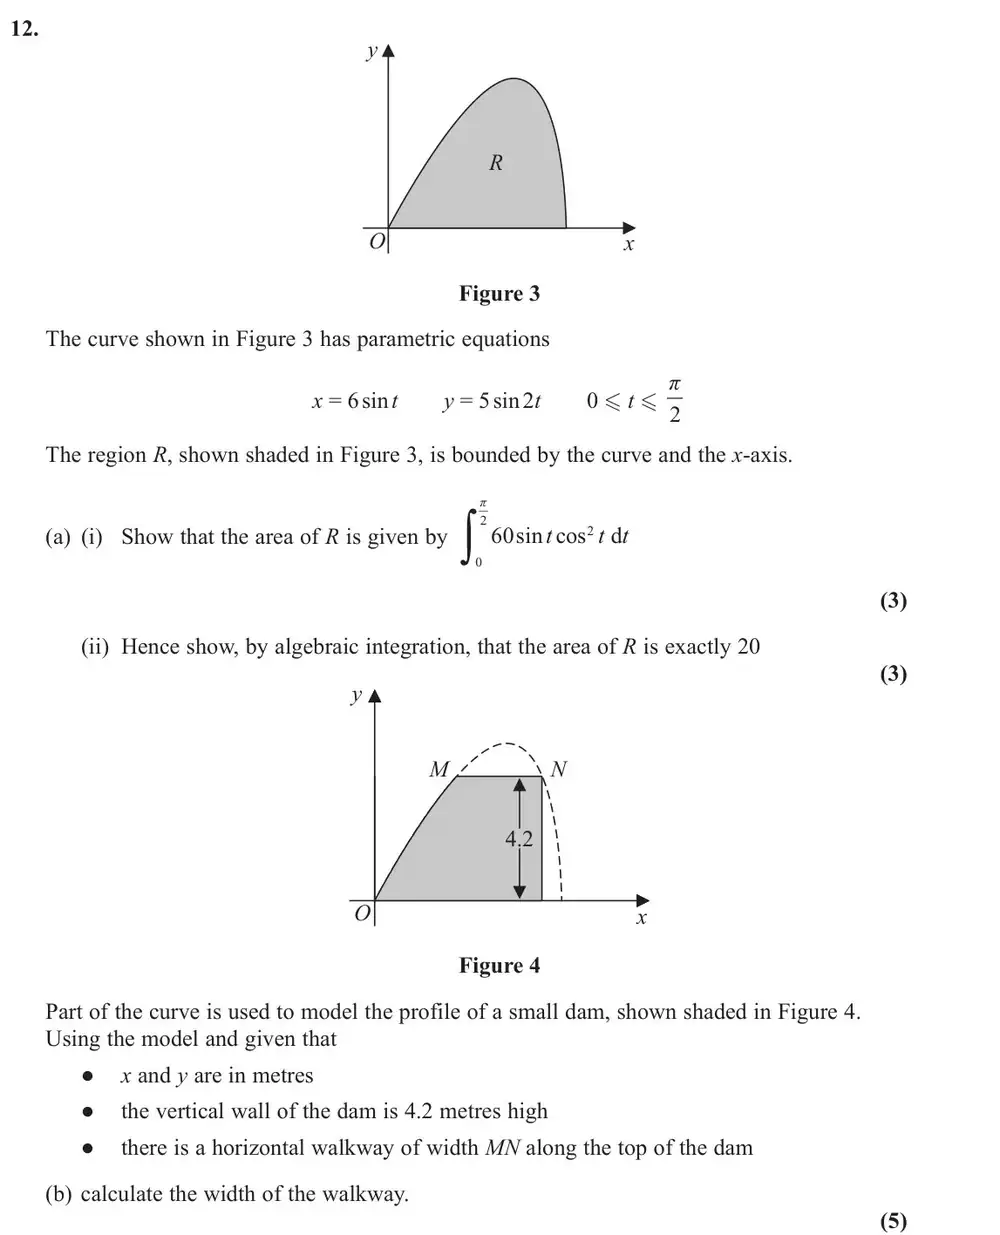 12.
y
R
O
x
Figure 3
The curve shown in Figure 3 has parametric equations
x = 6 sin t  y = 5 sin 2t  0 ⩽ t ⩽ π/2
The region R, shown shaded in Figure 3, is bounded by the curve and the x-axis.
(a) (i) Show that the area of R is given by ∫₀^(π/2) 60 sin t cos² t dt
(3)
(ii) Hence show, by algebraic integration, that the area of R is exactly 20
(3)
y
M N
4.2
O
x
Figure 4
Part of the curve is used to model the profile of a small dam, shown shaded in Figure 4.
Using the model and given that
● x and y are in metres
● the vertical wall of the dam is 4.2 metres high
● there is a horizontal walkway of width MN along the top of the dam
(b) calculate the width of the walkway.
(5)